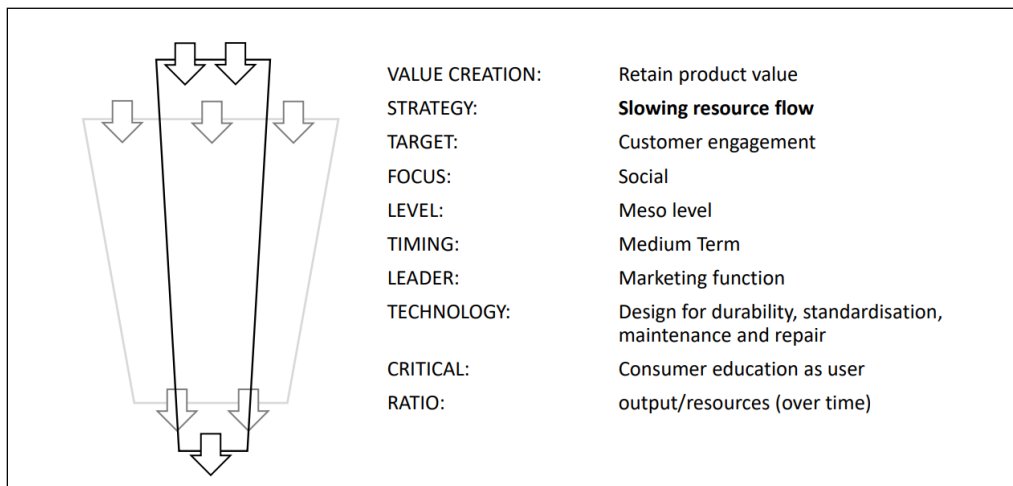 VALUE CREATION: Retain product value
STRATEGY: Slowing resource flow
TARGET: Customer engagement
FOCUS: Social
LEVEL: Meso level
TIMING: Medium Term
LEADER: Marketing function
TECHNOLOGY: Design for durability, standardisation,
maintenance and repair
CRITICAL: Consumer education as user
RATIO: output/resources (over time)